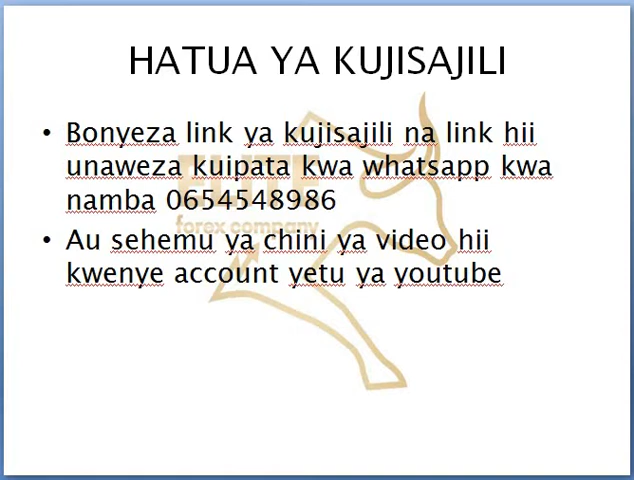 HATUA YA KUJISAJILI
• Bonyeza link ya kujisajili na link hii
unaweza kuipata kwa whatsapp kwa
namba 0654548986
ELITE
forex company
• Au sehemu ya chini ya video hii
kwenye account yetu ya youtube